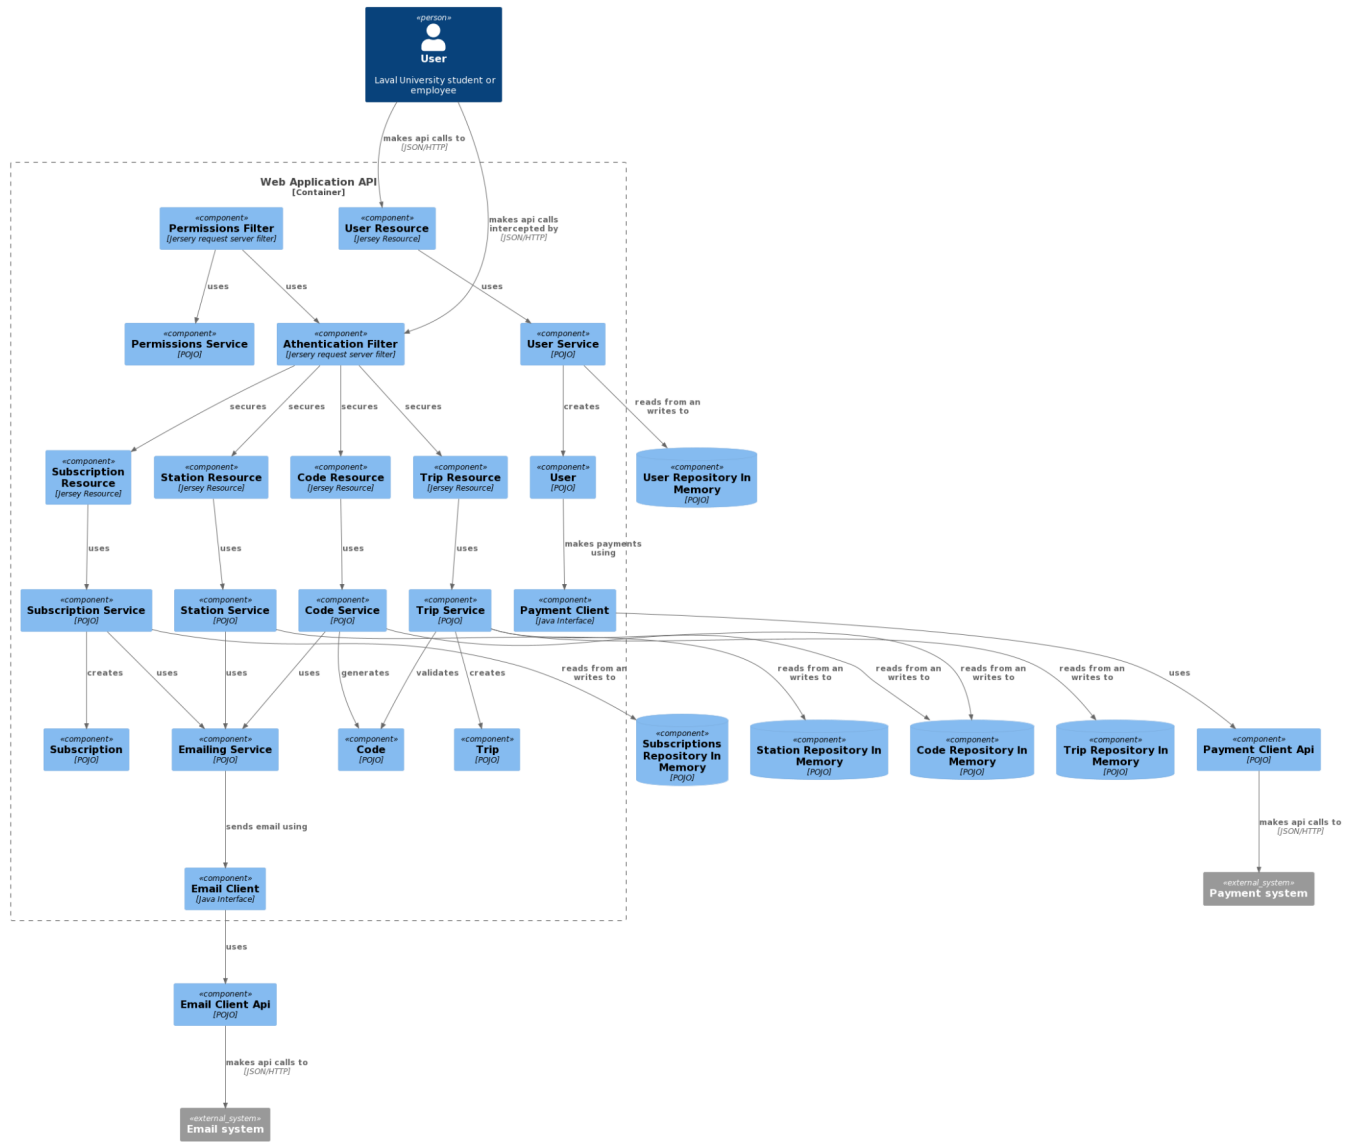 «person»
User
Laval University student or
employee
makes api calls to
[JSON/HTTP]
makes api calls
intercepted by
[JSON/HTTP]
Web Application API
[Container]
«component»
Permissions Filter
[Jersery request server filter]
«component»
User Resource
[Jersey Resource]
uses
uses
uses
«component»
Permissions Service
[POJO]
«component»
Athentication Filter
[Jersery request server filter]
«component»
User Service
[POJO]
secures
secures
secures
secures
creates
reads from an
writes to
«component»
Subscription
Resource
[Jersey Resource]
«component»
Station Resource
[Jersey Resource]
«component»
Code Resource
[Jersey Resource]
«component»
Trip Resource
[Jersey Resource]
«component»
User
[POJO]
«component»
User Repository In
Memory
[POJO]
uses
uses
uses
uses
makes payments
using
«component»
Subscription Service
[POJO]
«component»
Station Service
[POJO]
«component»
Code Service
[POJO]
«component»
Trip Service
[POJO]
«component»
Payment Client
[Java Interface]
creates
uses
uses
uses
generates
validates
creates
reads from an
writes to
reads from an
writes to
reads from an
writes to
reads from an
writes to
reads from an
writes to
uses
«component»
Subscription
[POJO]
«component»
Emailing Service
[POJO]
«component»
Code
[POJO]
«component»
Trip
[POJO]
«component»
Subscriptions
Repository In
Memory
[POJO]
«component»
Station Repository In
Memory
[POJO]
«component»
Code Repository In
Memory
[POJO]
«component»
Trip Repository In
Memory
[POJO]
«component»
Payment Client Api
[POJO]
sends email using
makes api calls to
[JSON/HTTP]
«component»
Email Client
[Java Interface]
«external_system»
Payment system
uses
«component»
Email Client Api
[POJO]
makes api calls to
[JSON/HTTP]
«external_system»
Email system